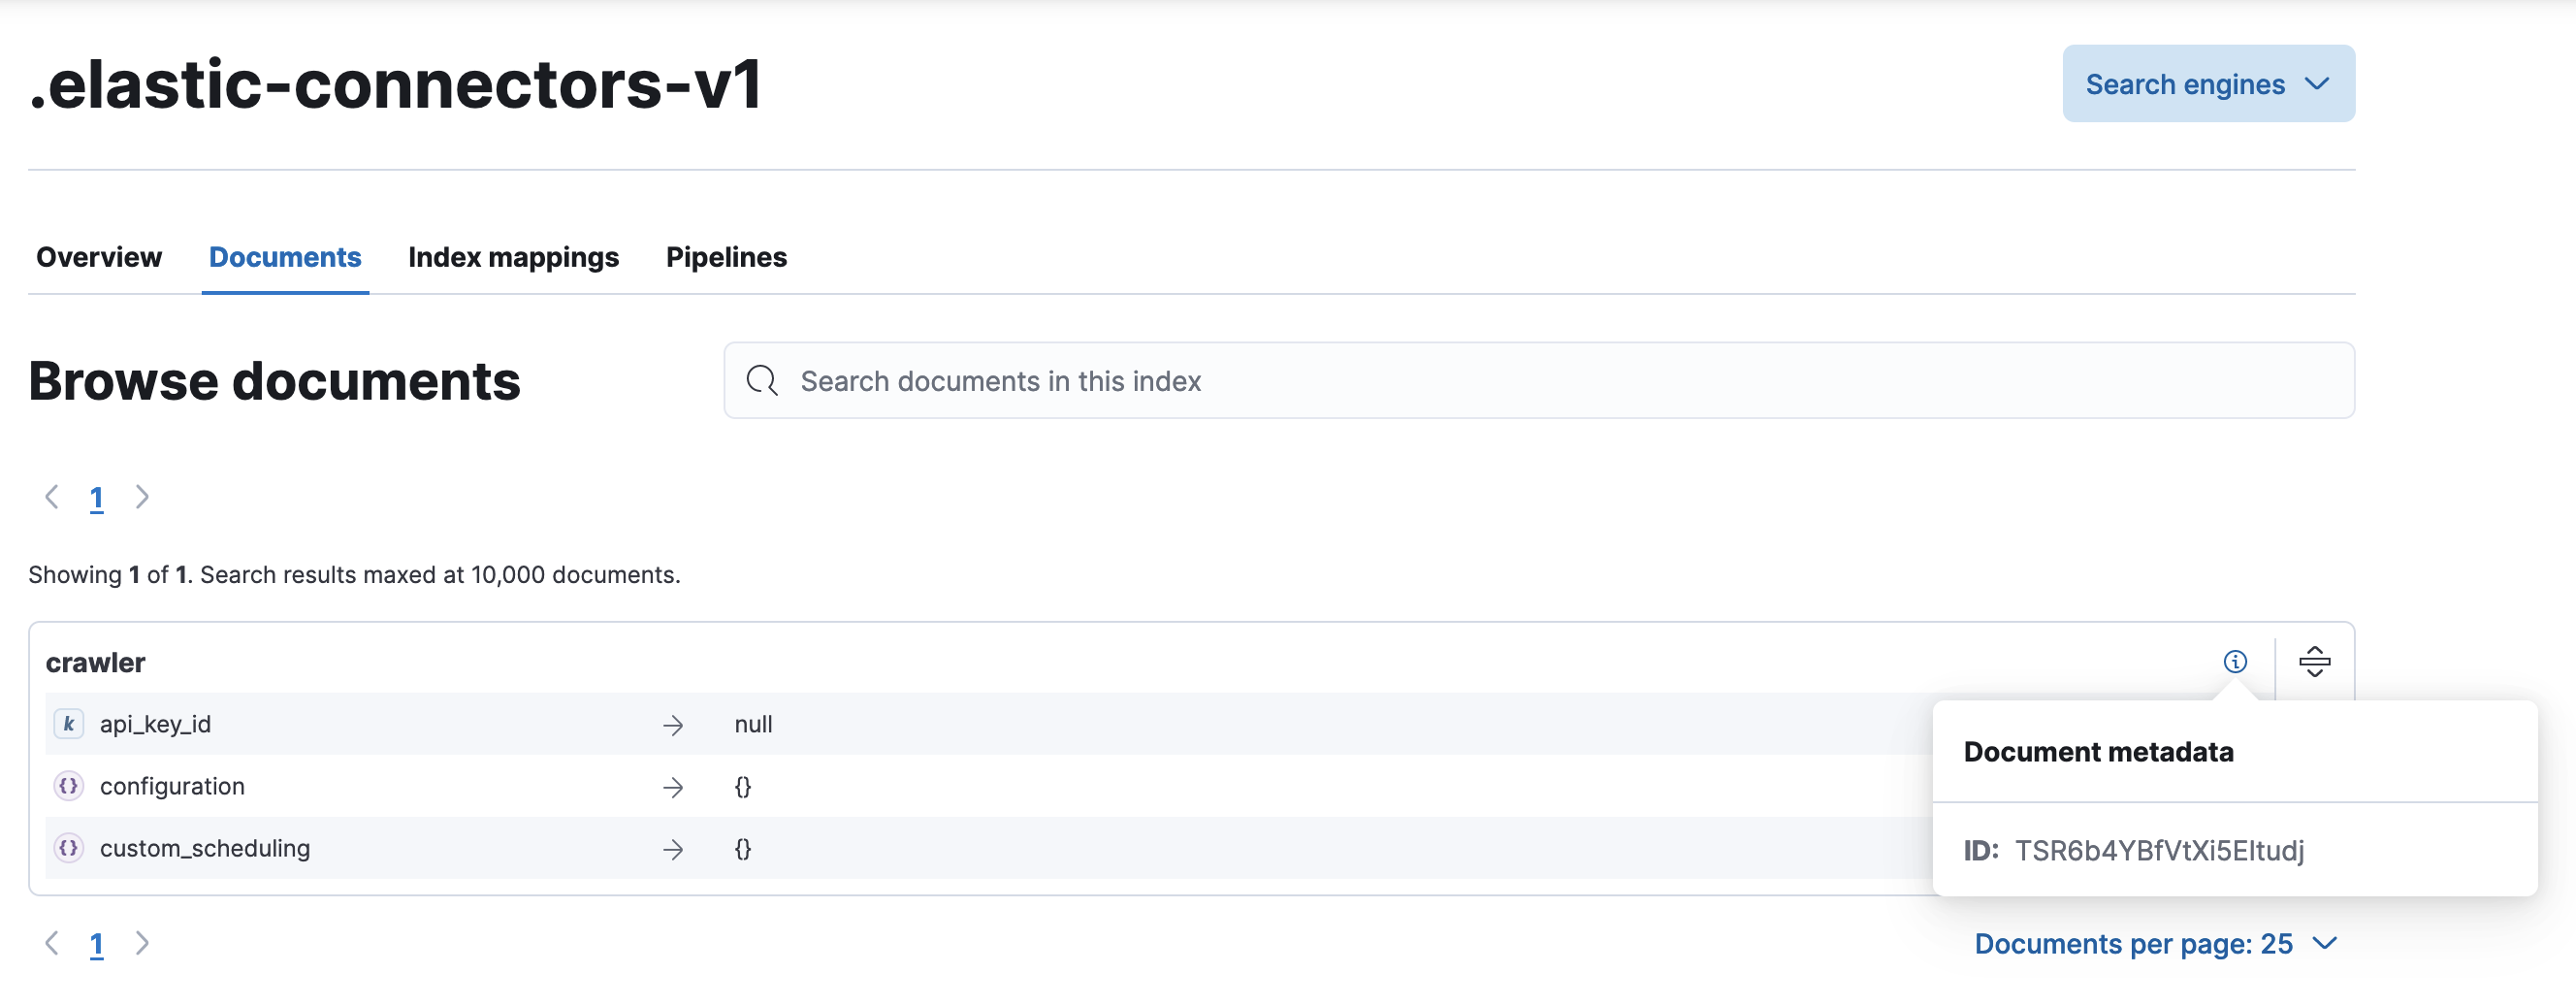 .elastic-connectors-v1
Search engines
Overview Documents Index mappings Pipelines
Browse documents
Search documents in this index
1
Showing 1 of 1. Search results maxed at 10,000 documents.
crawler
k api_key_id → null
{} configuration → {}
{} custom_scheduling → {}
Document metadata
ID: TSR6b4YBfVtXi5EItudj
1
Documents per page: 25